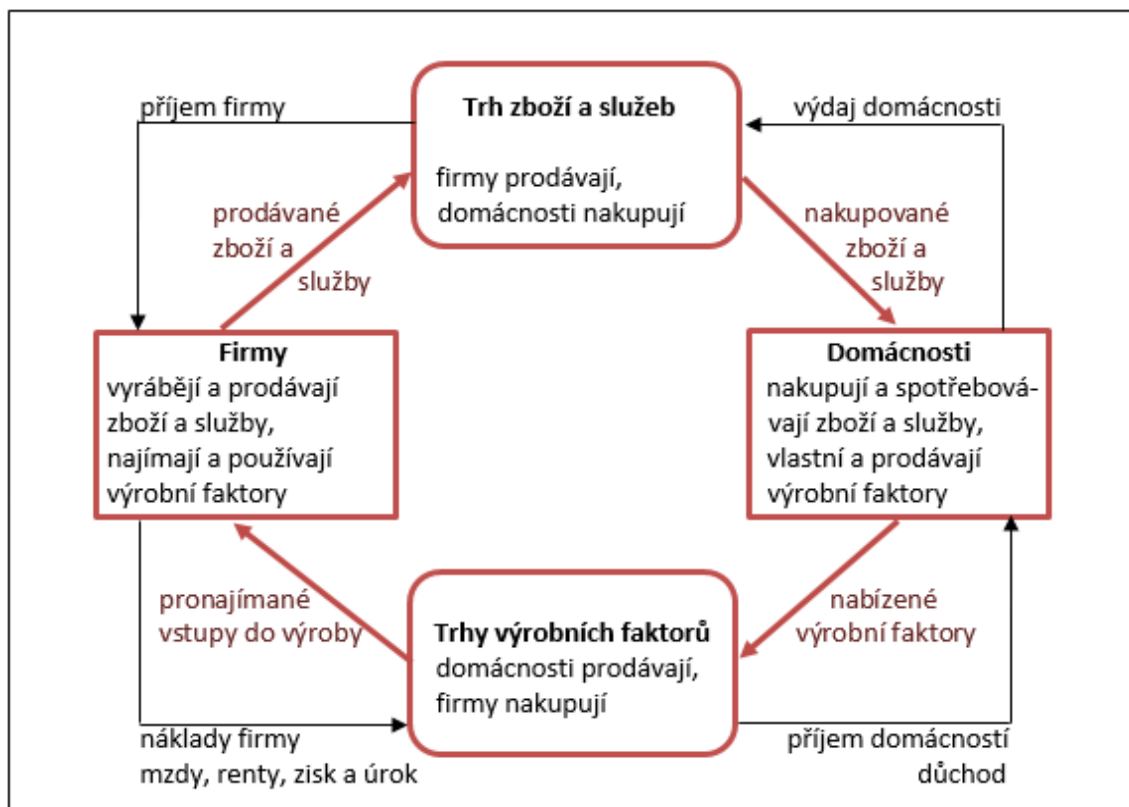 příjem firmy
Trh zboží a služeb
výdaj domácnosti
firmy prodávají,
domácnosti nakupují
prodávané
zboží a
služby
nakupované
zboží a
služby
Firmy
vyrábějí a prodávají
zboží a služby,
najímají a používají
výrobní faktory
Domácnosti
nakupují a spotřebová-
vají zboží a služby,
vlastní a prodávají
výrobní faktory
pronajímané
vstupy do výroby
Trhy výrobních faktorů
domácnosti prodávají,
firmy nakupují
nabízené
výrobní faktory
náklady firmy
mzdy, renty, zisk a úrok
příjem domácností
důchod